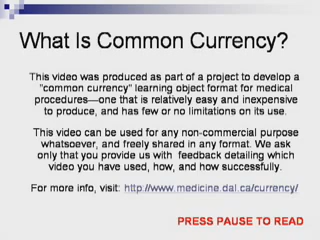 What Is Common Currency?
This video was produced as part of a project to develop a
"common currency" learning object format for medical
procedures—one that is relatively easy and inexpensive
to produce, and has few or no limitations on its use.
This video can be used for any non-commercial purpose
whatsoever, and freely shared in any format. We ask
only that you provide us with feedback detailing which
video you have used, how, and how successfully.
For more info, visit: http://www.medicine.dal.ca/currency/
PRESS PAUSE TO READ